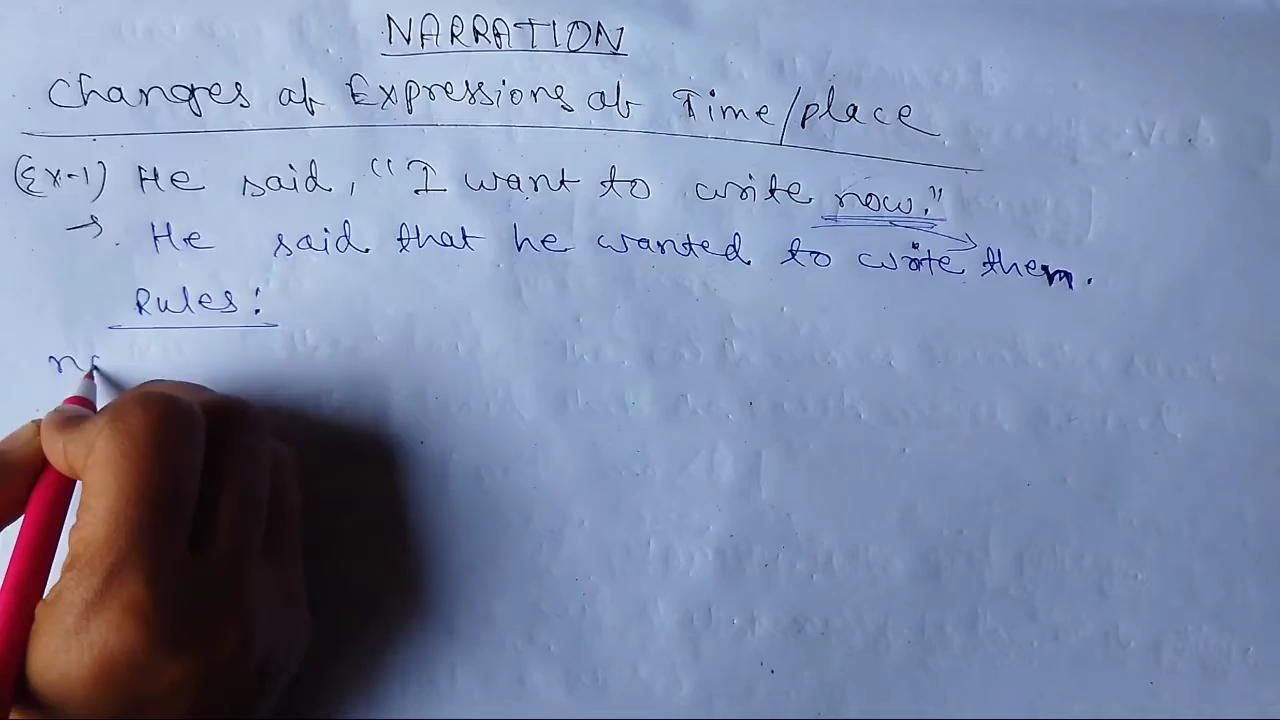 NARRATION
Changes of Expressions of Time/place
(Ex-1) He said, "I want to write now."
→ He said that he wanted to write then.
Rules:
no